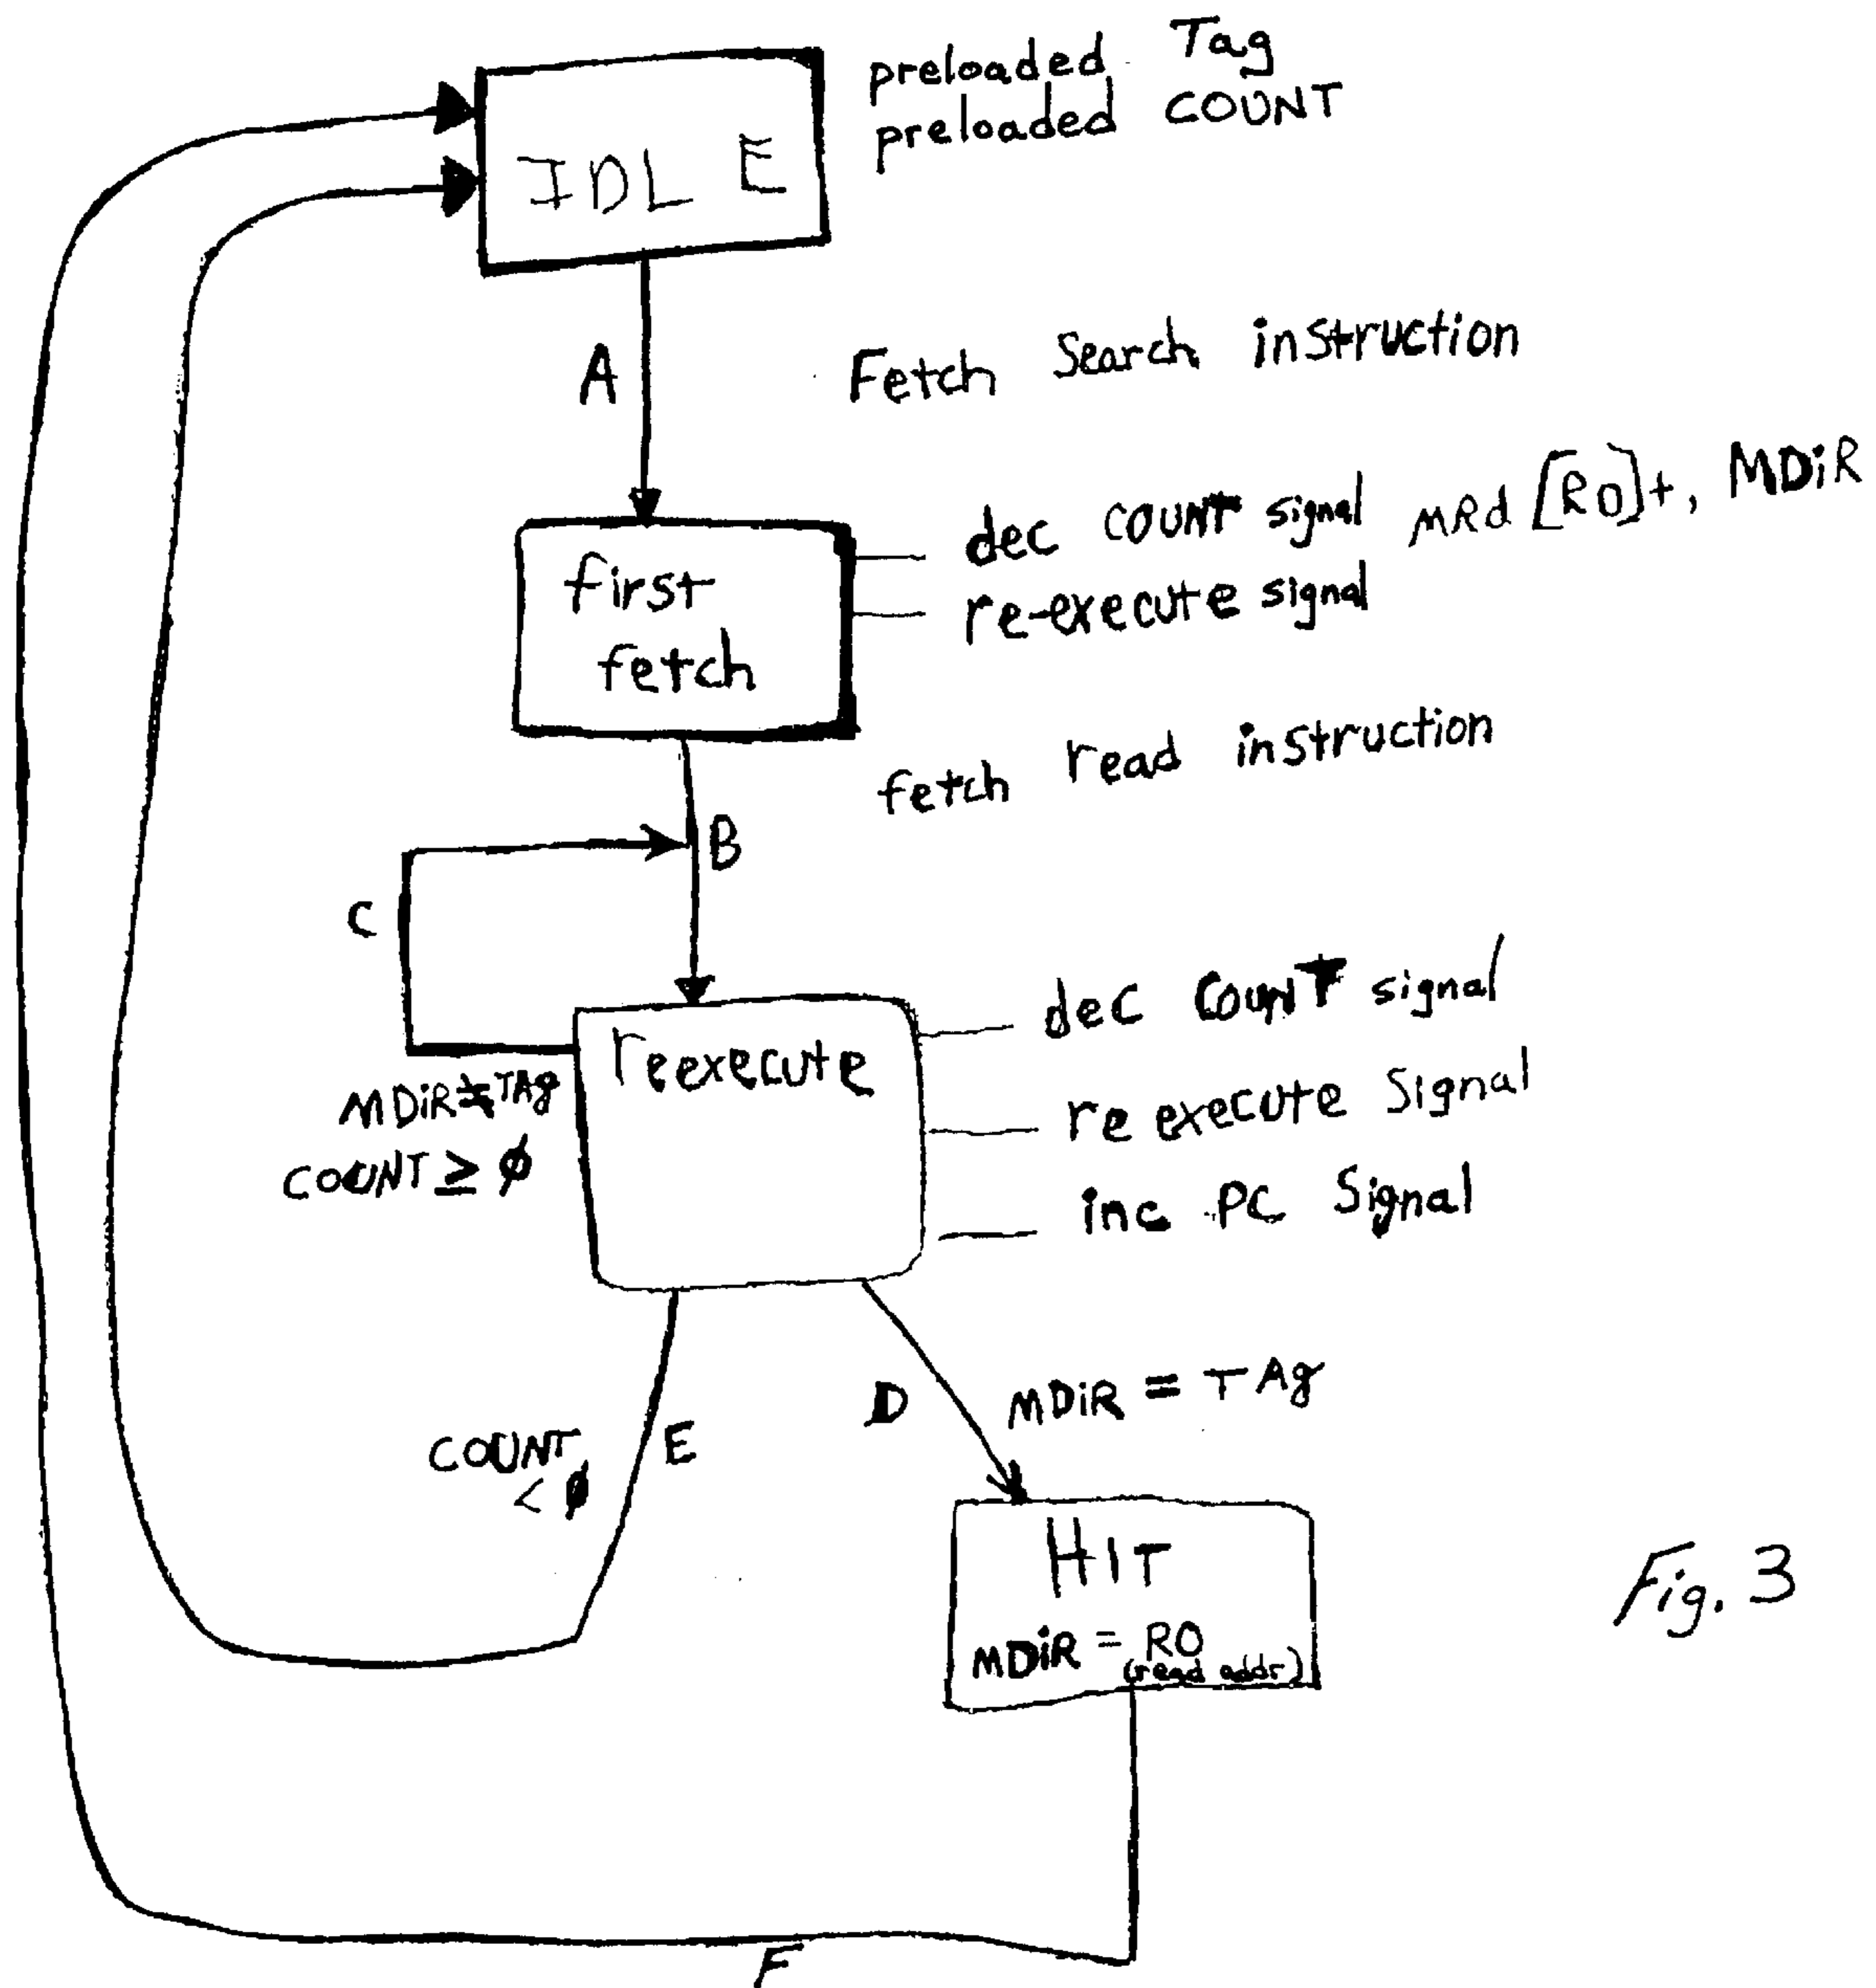 preloaded Tag
preloaded COUNT
IDLE
A
Fetch Search instruction
dec COUNT signal MRd [R0]+, MDiR
re-execute signal
first
fetch
fetch read instruction
B
C
dec COUNT signal
reexecute
MDiR ≠ TAg
COUNT ≥ ø
re execute Signal
inc PC Signal
D
MDiR = TAg
E
COUNT
< ø
HIT
MDiR = R0
(read addr)
Fig. 3
F